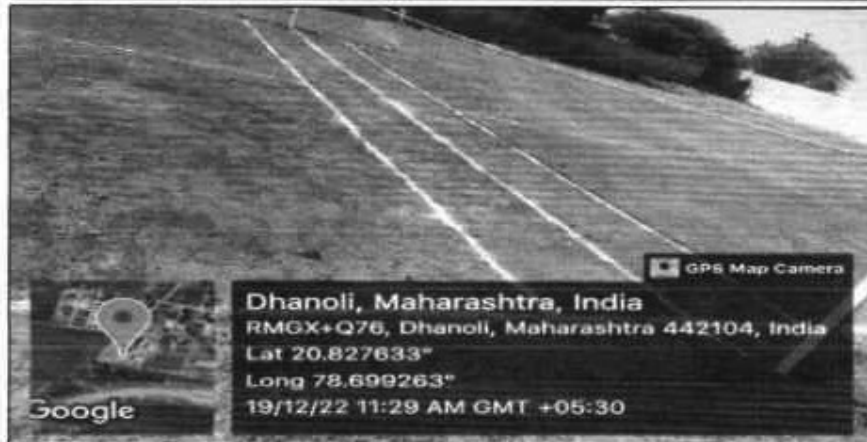 GPS Map Camera
Dhanoli, Maharashtra, India
RMGX+Q76, Dhanoli, Maharashtra 442104, India
Lat 20.827633°
Long 78.699263°
19/12/22 11:29 AM GMT +05:30
Google